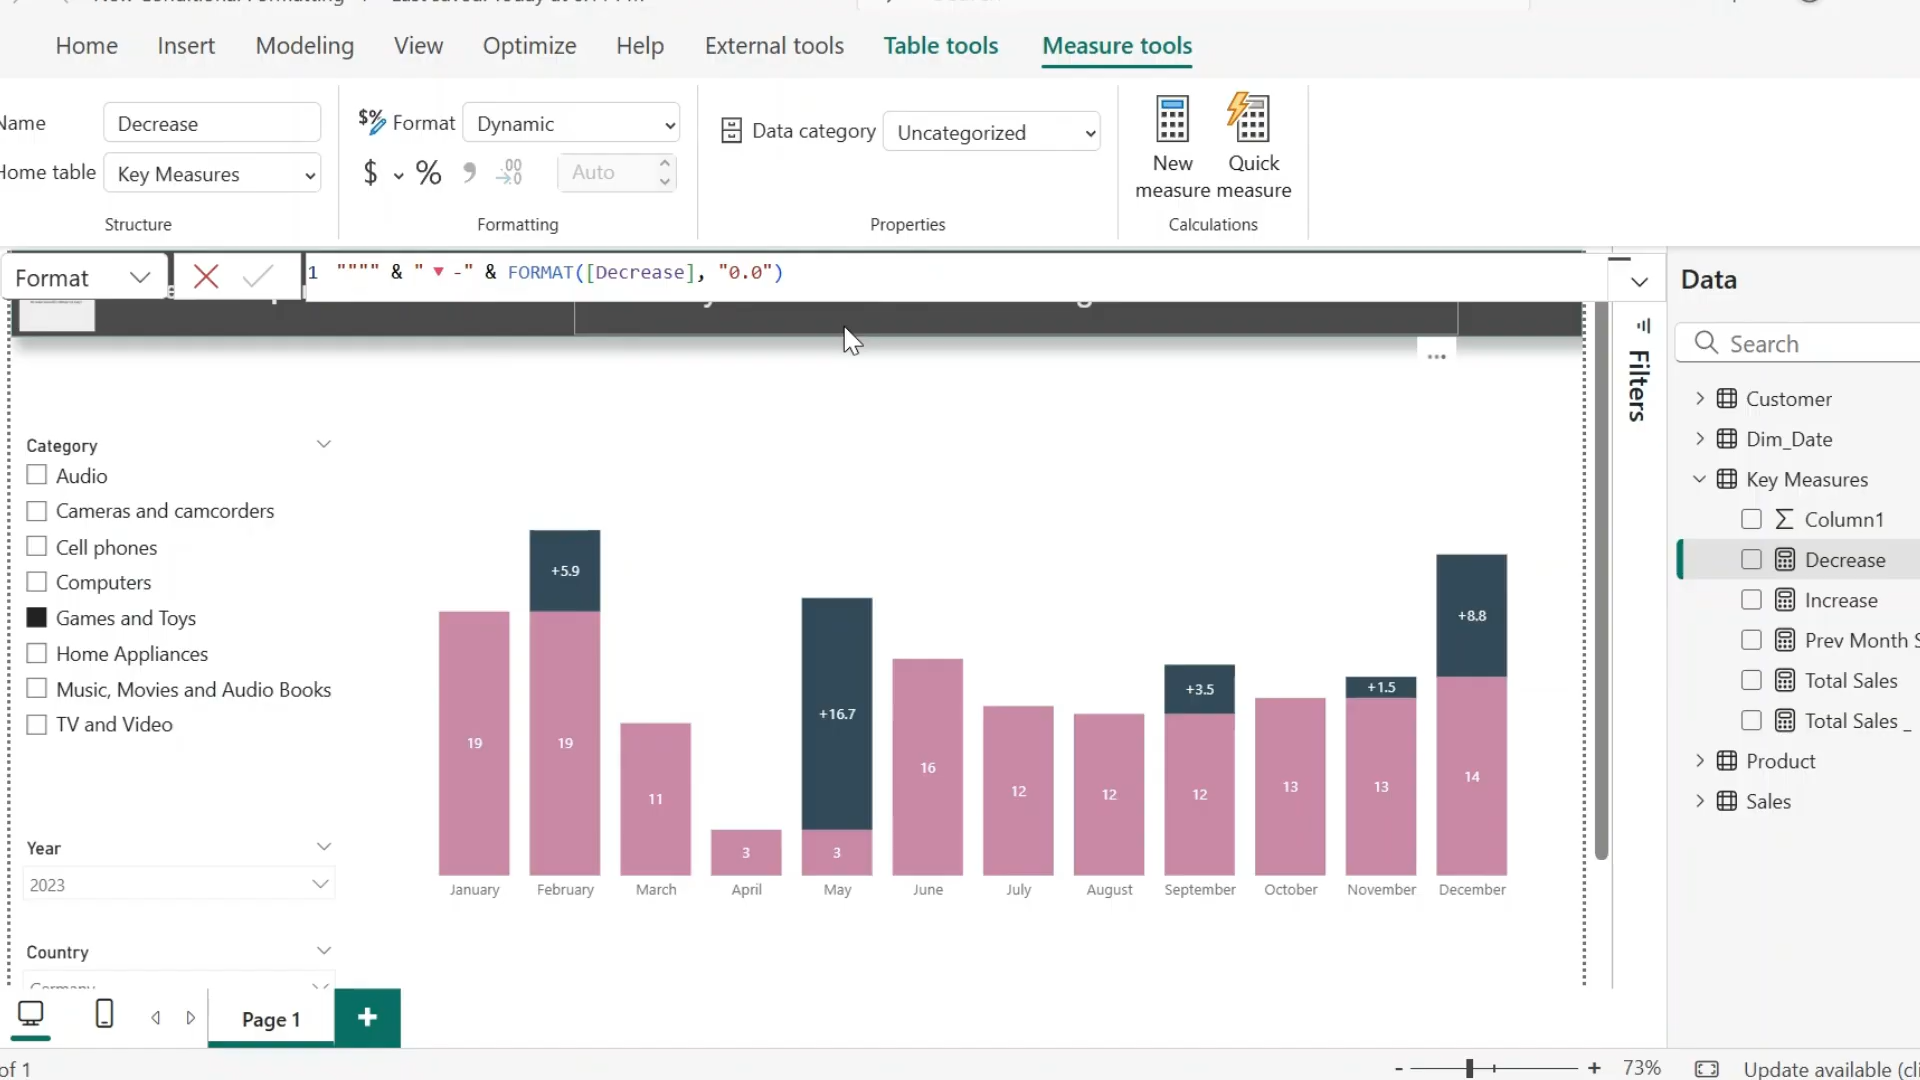 Home Insert Modeling View Optimize Help External tools Table tools Measure tools
Name Decrease
$% Format Dynamic
Data category Uncategorized
New measure
Quick measure
Home table Key Measures
$ % Auto
Structure
Formatting
Properties
Calculations
Format
1 """" & " ▼ -" & FORMAT([Decrease], "0.0")
Data
Search
Filters
Customer
Dim_Date
Key Measures
Column1
Decrease
Increase
Prev Month S
Total Sales
Total Sales _
Product
Sales
Category
Audio
Cameras and camcorders
Cell phones
Computers
Games and Toys
Home Appliances
Music, Movies and Audio Books
TV and Video
Year
2023
Country
Germany
+5.9
+16.7
+3.5
+1.5
+8.8
19 19 11 3 3 16 12 12 12 13 13 14
January February March April May June July August September October November December
Page 1 +
of 1
- + 73% Update available (cli